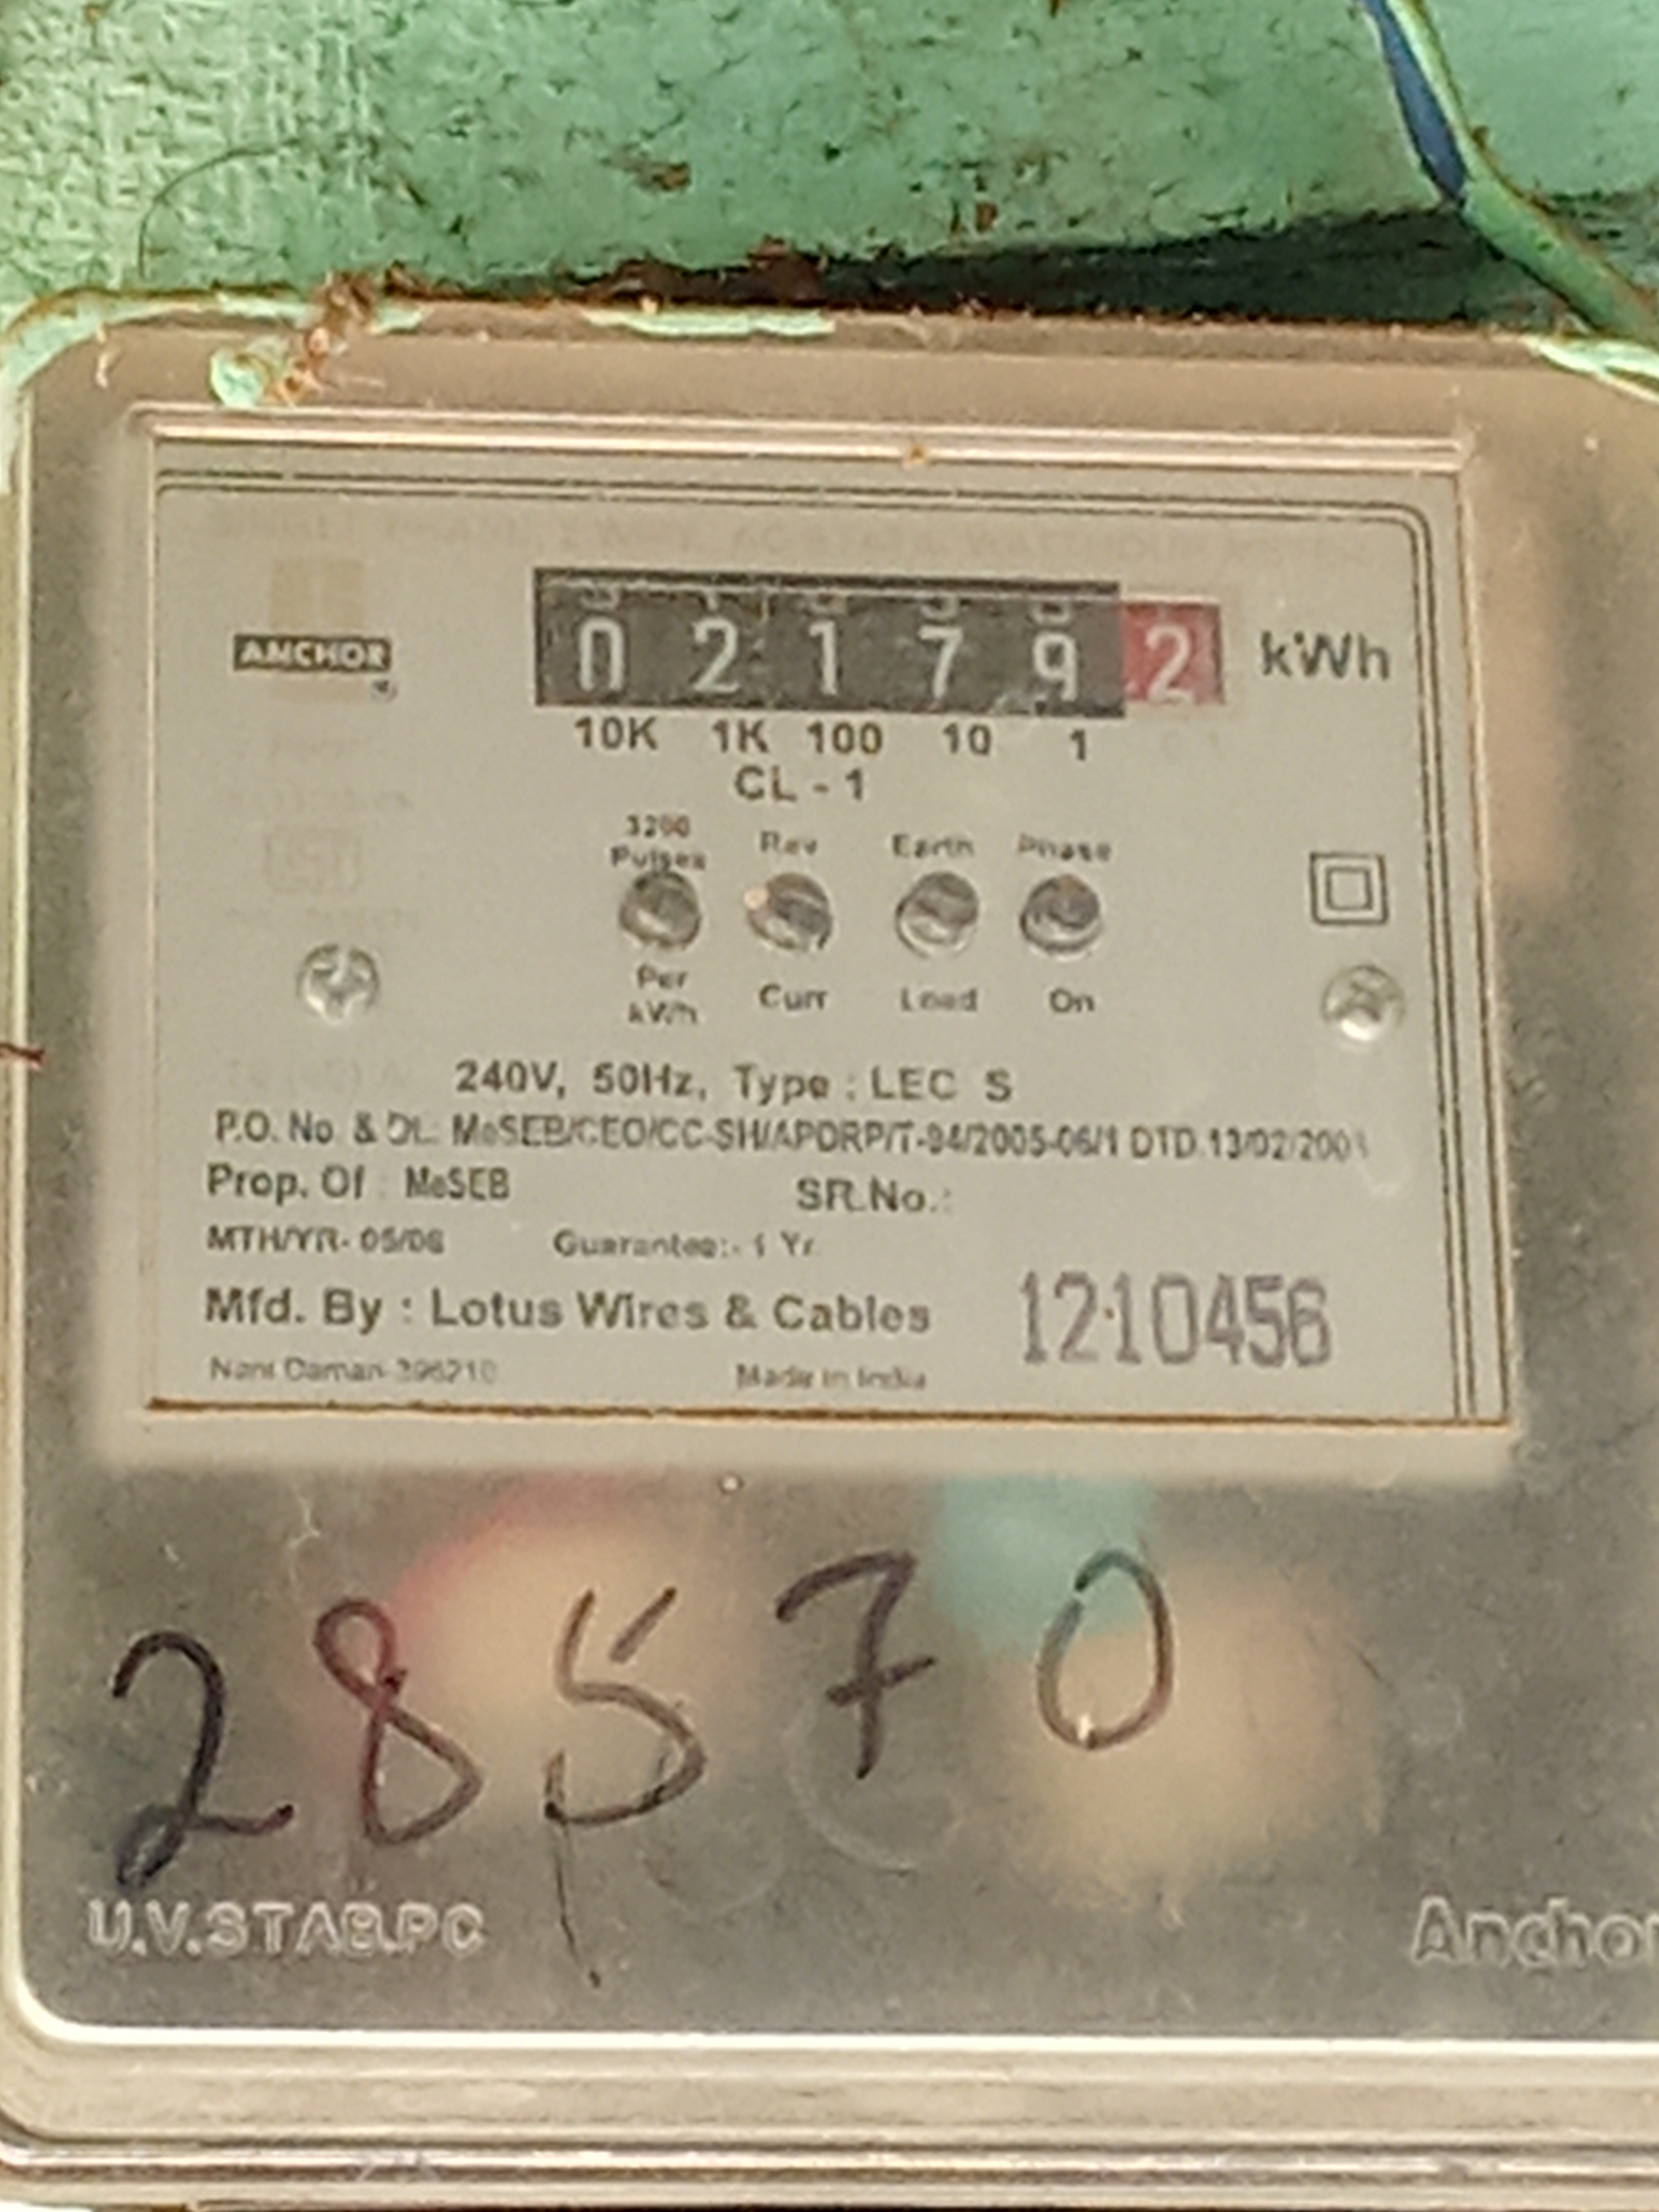 ANCHOR
0 2 1 7 9 2 kWh
10K 1K 100 10 1 0.1
CL - 1
3200 Pulses Per kWh
Rev Curr
Earth Load
Phase On
240V, 50Hz, Type : LEC S
P.O. No. & Dt. MeSEB/CEO/CC-SH/APDRP/T-94/2005-06/1 DTD.13/02/200
Prop. Of : MeSEB SR.No.:
MTH/YR- 05/06 Guarantee:- 1 Yr.
Mfd. By : Lotus Wires & Cables 1210456
Nani Daman-396210 Made in India
28570
U.V.STAB.PC Anchor